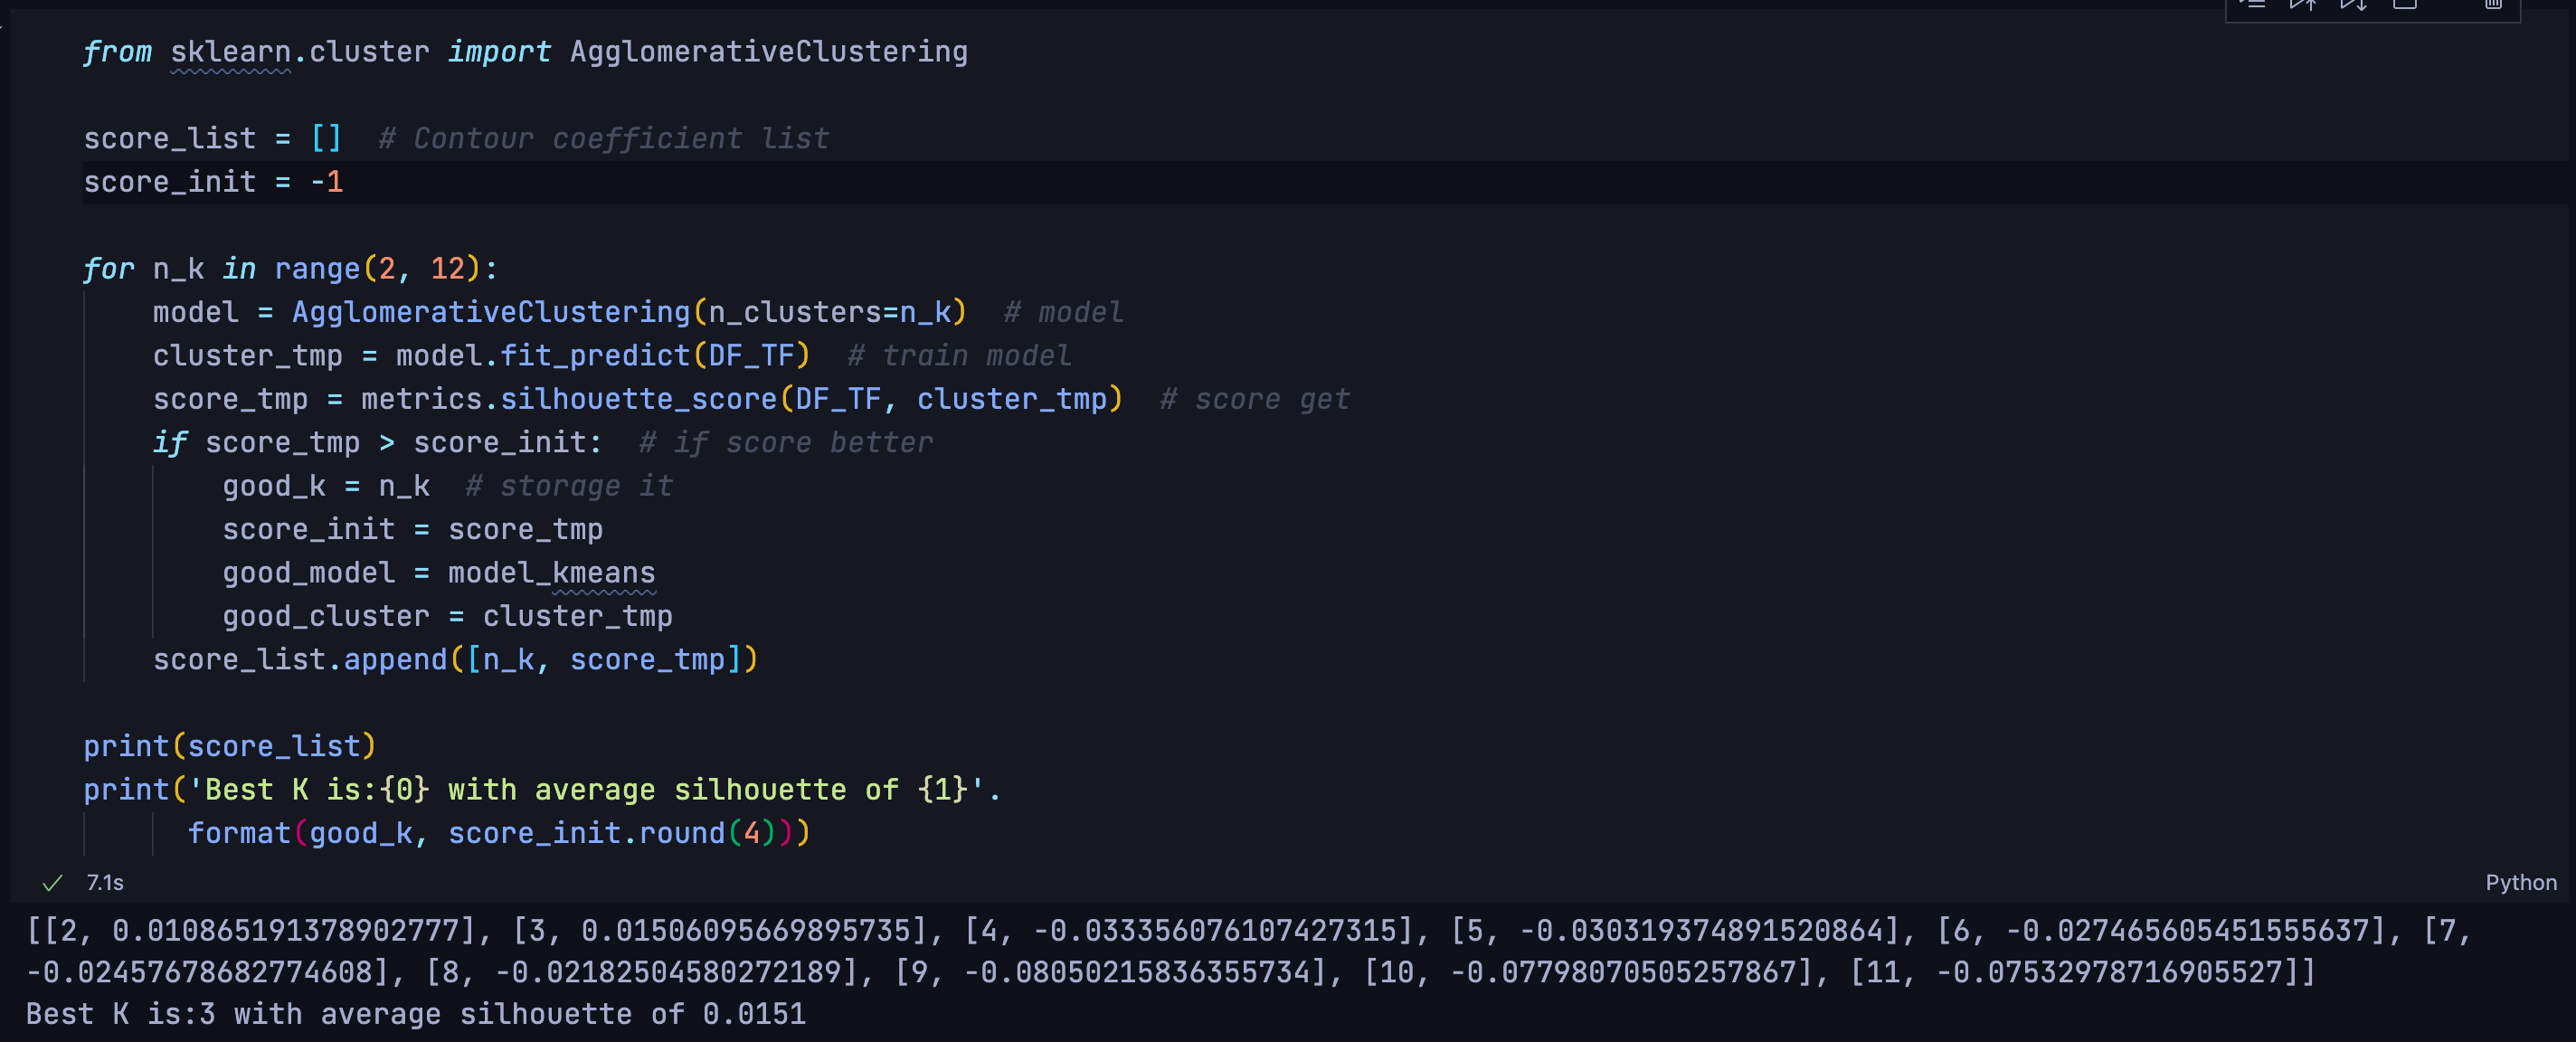 from sklearn.cluster import AgglomerativeClustering
score_list = []  # Contour coefficient list
score_init = -1
for n_k in range(2, 12):
    model = AgglomerativeClustering(n_clusters=n_k)  # model
    cluster_tmp = model.fit_predict(DF_TF)  # train model
    score_tmp = metrics.silhouette_score(DF_TF, cluster_tmp)  # score get
    if score_tmp > score_init:  # if score better
        good_k = n_k  # storage it
        score_init = score_tmp
        good_model = model_kmeans
        good_cluster = cluster_tmp
    score_list.append([n_k, score_tmp])
print(score_list)
print('Best K is:{0} with average silhouette of {1}'.
      format(good_k, score_init.round(4)))
7.1s
Python
[[2, 0.010865191378902777], [3, 0.01506095669895735], [4, -0.033356076107427315], [5, -0.030319374891520864], [6, -0.027465605451555637], [7,
-0.02457678682774608], [8, -0.02182504580272189], [9, -0.08050215836355734], [10, -0.07798070505257867], [11, -0.07532978716905527]]
Best K is:3 with average silhouette of 0.0151